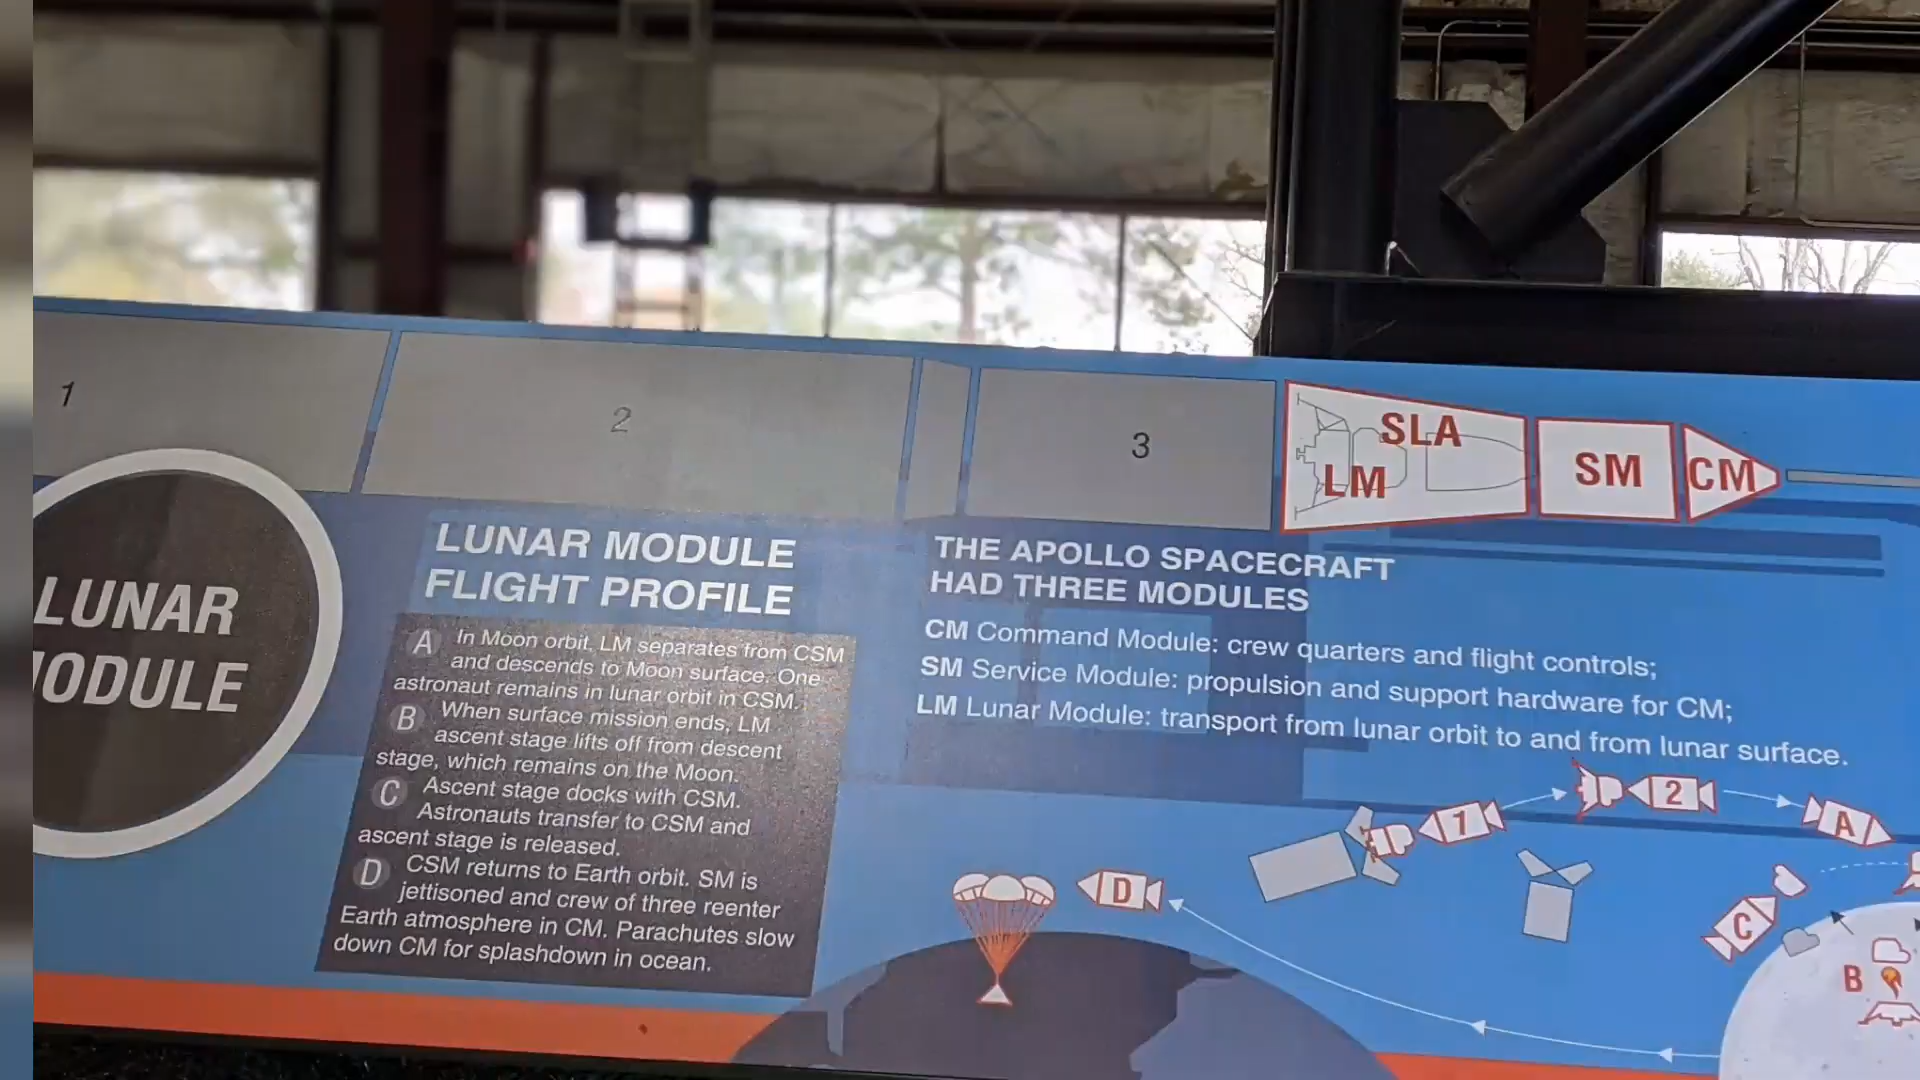 1
2
3
SLA
LM
SM
CM
LUNAR
MODULE
LUNAR MODULE
FLIGHT PROFILE
A In Moon orbit, LM separates from CSM
and descends to Moon surface. One
astronaut remains in lunar orbit in CSM.
B When surface mission ends, LM
ascent stage lifts off from descent
stage, which remains on the Moon.
C Ascent stage docks with CSM.
Astronauts transfer to CSM and
ascent stage is released.
D CSM returns to Earth orbit. SM is
jettisoned and crew of three reenter
Earth atmosphere in CM. Parachutes slow
down CM for splashdown in ocean.
THE APOLLO SPACECRAFT
HAD THREE MODULES
CM Command Module: crew quarters and flight controls;
SM Service Module: propulsion and support hardware for CM;
LM Lunar Module: transport from lunar orbit to and from lunar surface.
1
2
A
D
C
B